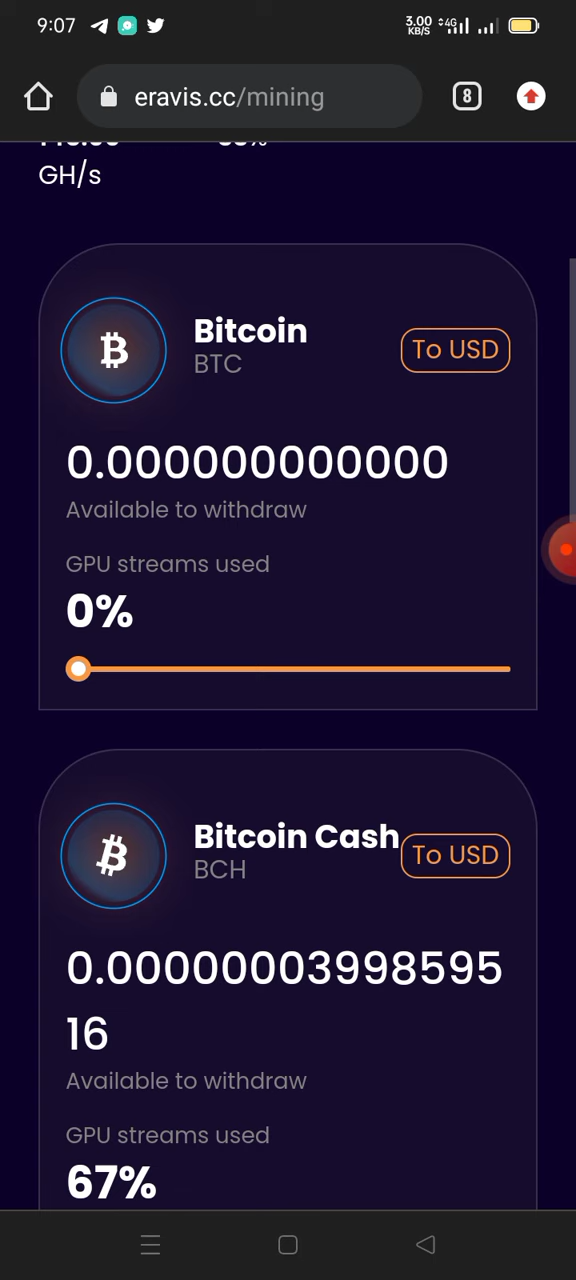 9:07
3.00
KB/S
4G
eravis.cc/mining
8
GH/s
Bitcoin
BTC
To USD
0.000000000000
Available to withdraw
GPU streams used
0%
Bitcoin Cash
BCH
To USD
0.00000003998595
16
Available to withdraw
GPU streams used
67%